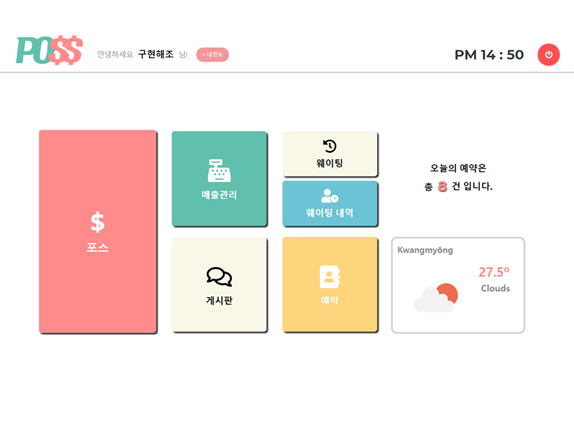 PO$$
안녕하세요 구현해조 님! + 내정보
PM 14 : 50
$
포스
매출관리
웨이팅
웨이팅 내역
게시판
예약
오늘의 예약은
총 8 건 입니다.
Kwangmyŏng
27.5º
Clouds